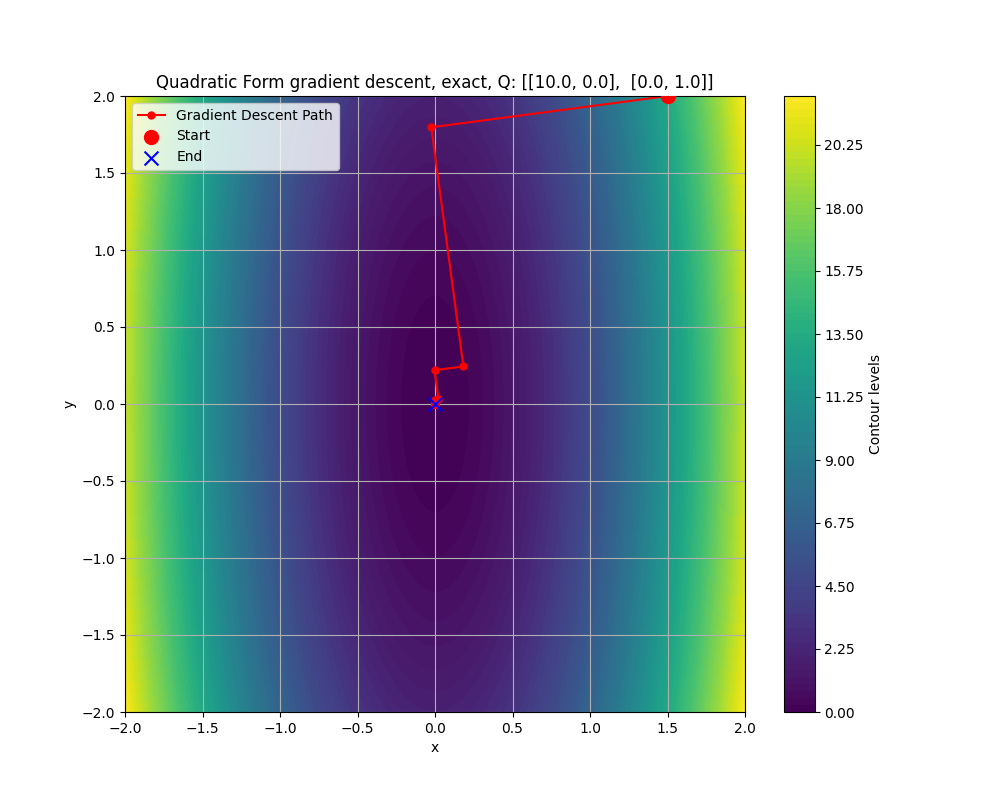 Quadratic Form gradient descent, exact, Q: [[10.0, 0.0],  [0.0, 1.0]]
Gradient Descent Path
Start
End
2.0
1.5
1.0
0.5
0.0
−0.5
−1.0
−1.5
−2.0
y
−2.0 −1.5 −1.0 −0.5 0.0 0.5 1.0 1.5 2.0
x
20.25
18.00
15.75
13.50
11.25
9.00
6.75
4.50
2.25
0.00
Contour levels